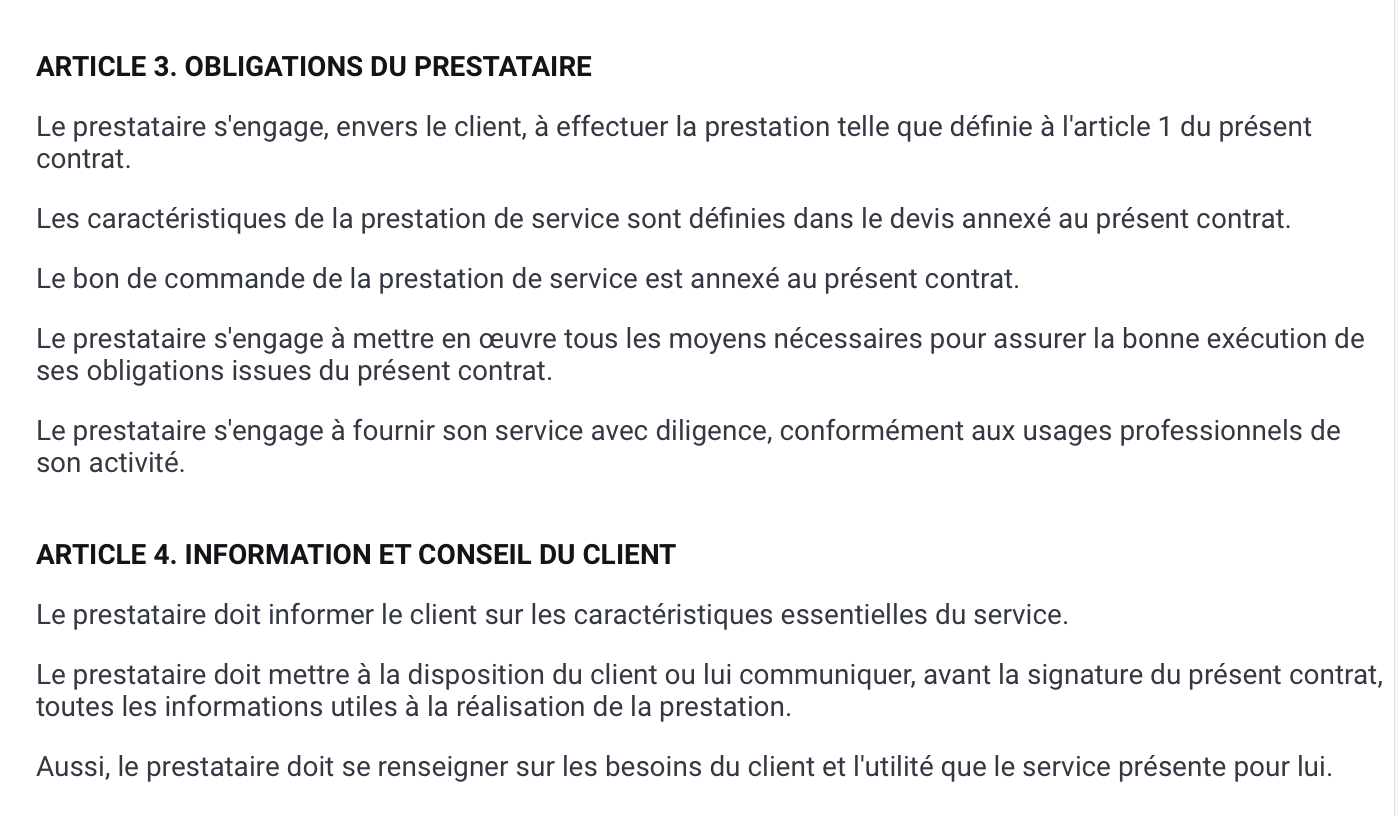 ARTICLE 3. OBLIGATIONS DU PRESTATAIRE
Le prestataire s'engage, envers le client, à effectuer la prestation telle que définie à l'article 1 du présent
contrat.
Les caractéristiques de la prestation de service sont définies dans le devis annexé au présent contrat.
Le bon de commande de la prestation de service est annexé au présent contrat.
Le prestataire s'engage à mettre en œuvre tous les moyens nécessaires pour assurer la bonne exécution de
ses obligations issues du présent contrat.
Le prestataire s'engage à fournir son service avec diligence, conformément aux usages professionnels de
son activité.
ARTICLE 4. INFORMATION ET CONSEIL DU CLIENT
Le prestataire doit informer le client sur les caractéristiques essentielles du service.
Le prestataire doit mettre à la disposition du client ou lui communiquer, avant la signature du présent contrat,
toutes les informations utiles à la réalisation de la prestation.
Aussi, le prestataire doit se renseigner sur les besoins du client et l'utilité que le service présente pour lui.